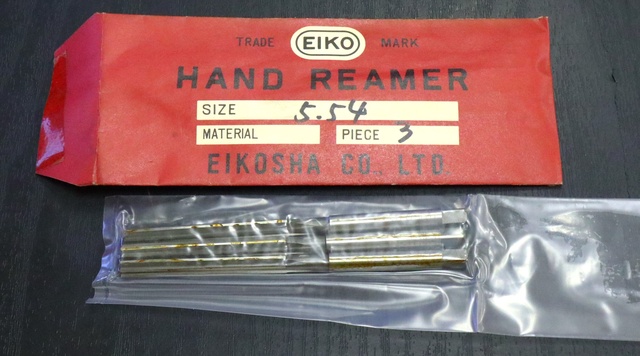 TRADE EIKO MARK
HAND REAMER
SIZE 5.54
MATERIAL PIECE 3
EIKOSHA CO., LTD.